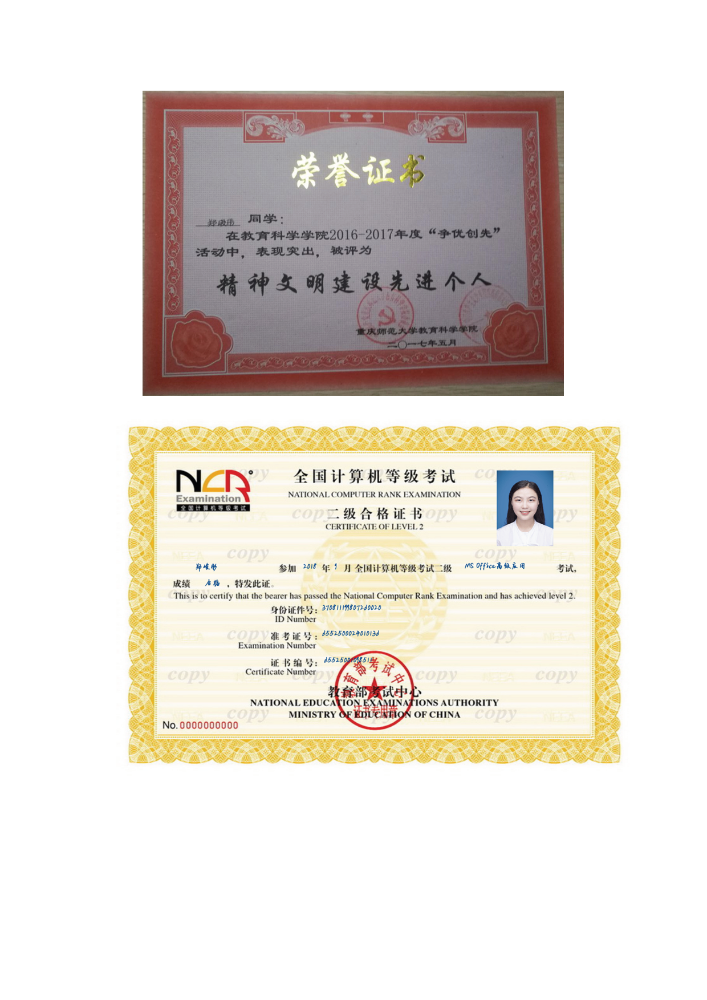 荣誉证书
同学：
在教育科学学院2016-2017年度“争优创先”
活动中，表现突出，被评为
精神文明建设先进个人
重庆师范大学教育科学学院
二〇一七年五月
NCR
Examination
全国计算机等级考试
全国计算机等级考试
NATIONAL COMPUTER RANK EXAMINATION
二级合格证书
CERTIFICATE OF LEVEL 2
郑峻彤 参加 2018 年 9 月全国计算机等级考试二级 MS Office高级应用 考试，
成绩 合格 ，特发此证。
This is to certify that the bearer has passed the National Computer Rank Examination and has achieved level 2.
身份证件号： 370811199807260020
ID Number
准考证号： 6552500024010136
Examination Number
证书编号：
Certificate Number
教育部考试中心
NATIONAL EDUCATION EXAMINATIONS AUTHORITY
MINISTRY OF EDUCATION OF CHINA
教育部考试中心
证书专用章
No. 0000000000